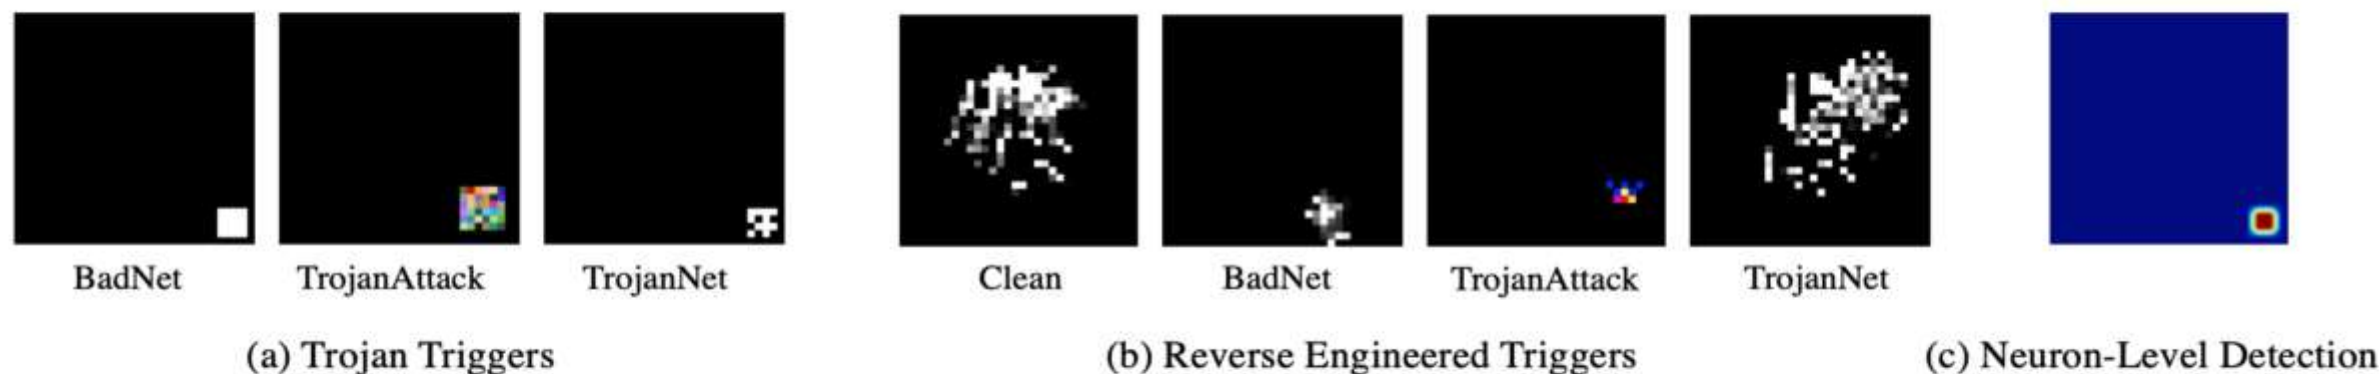 BadNet TrojanAttack TrojanNet Clean BadNet TrojanAttack TrojanNet
(a) Trojan Triggers (b) Reverse Engineered Triggers (c) Neuron-Level Detection